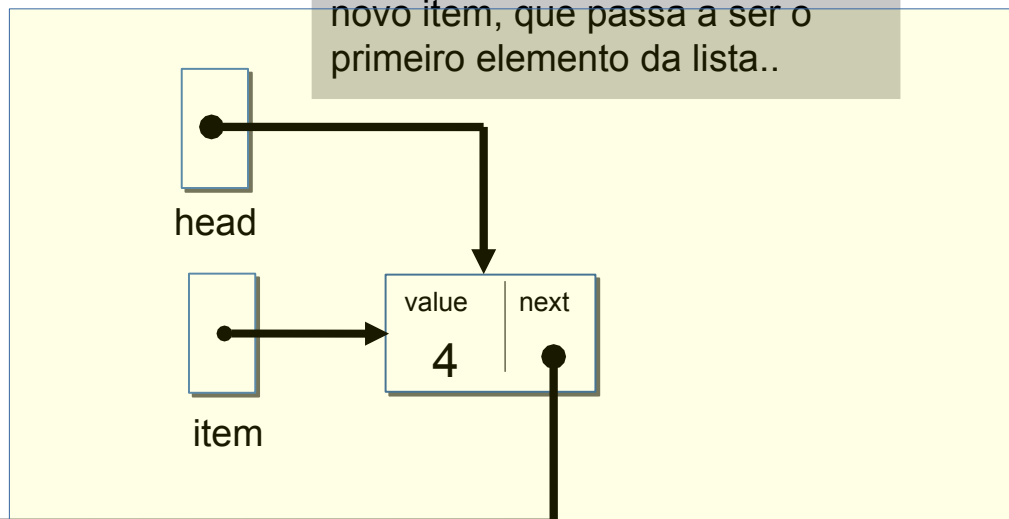 novo item, que passa a ser o
primeiro elemento da lista..
head
value next
4
item